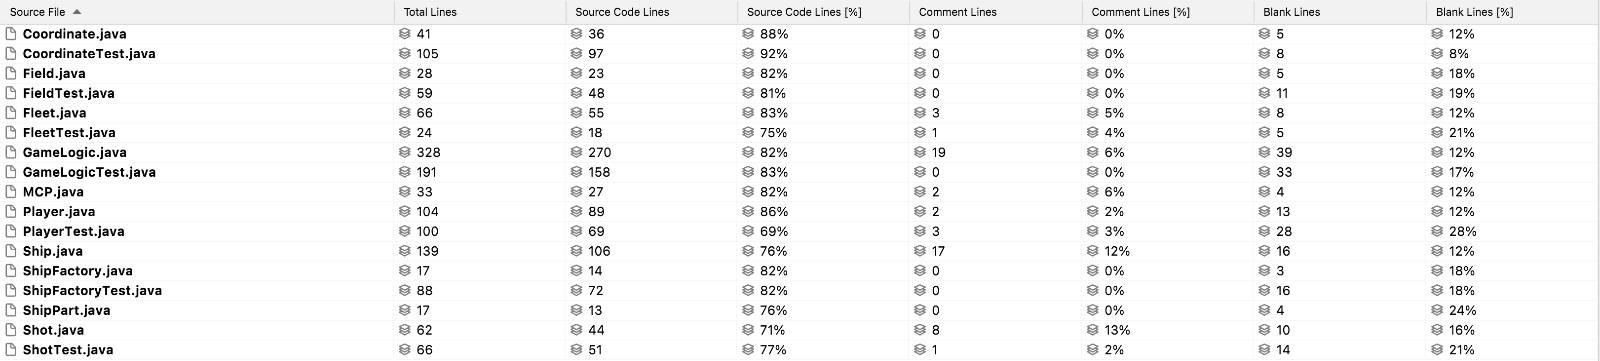 Source File Total Lines Source Code Lines Source Code Lines [%] Comment Lines Comment Lines [%] Blank Lines Blank Lines [%]
Coordinate.java 41 36 88% 0 0% 5 12%
CoordinateTest.java 105 97 92% 0 0% 8 8%
Field.java 28 23 82% 0 0% 5 18%
FieldTest.java 59 48 81% 0 0% 11 19%
Fleet.java 66 55 83% 3 5% 8 12%
FleetTest.java 24 18 75% 1 4% 5 21%
GameLogic.java 328 270 82% 19 6% 39 12%
GameLogicTest.java 191 158 83% 0 0% 33 17%
MCP.java 33 27 82% 2 6% 4 12%
Player.java 104 89 86% 2 2% 13 12%
PlayerTest.java 100 69 69% 3 3% 28 28%
Ship.java 139 106 76% 17 12% 16 12%
ShipFactory.java 17 14 82% 0 0% 3 18%
ShipFactoryTest.java 88 72 82% 0 0% 16 18%
ShipPart.java 17 13 76% 0 0% 4 24%
Shot.java 62 44 71% 8 13% 10 16%
ShotTest.java 66 51 77% 1 2% 14 21%